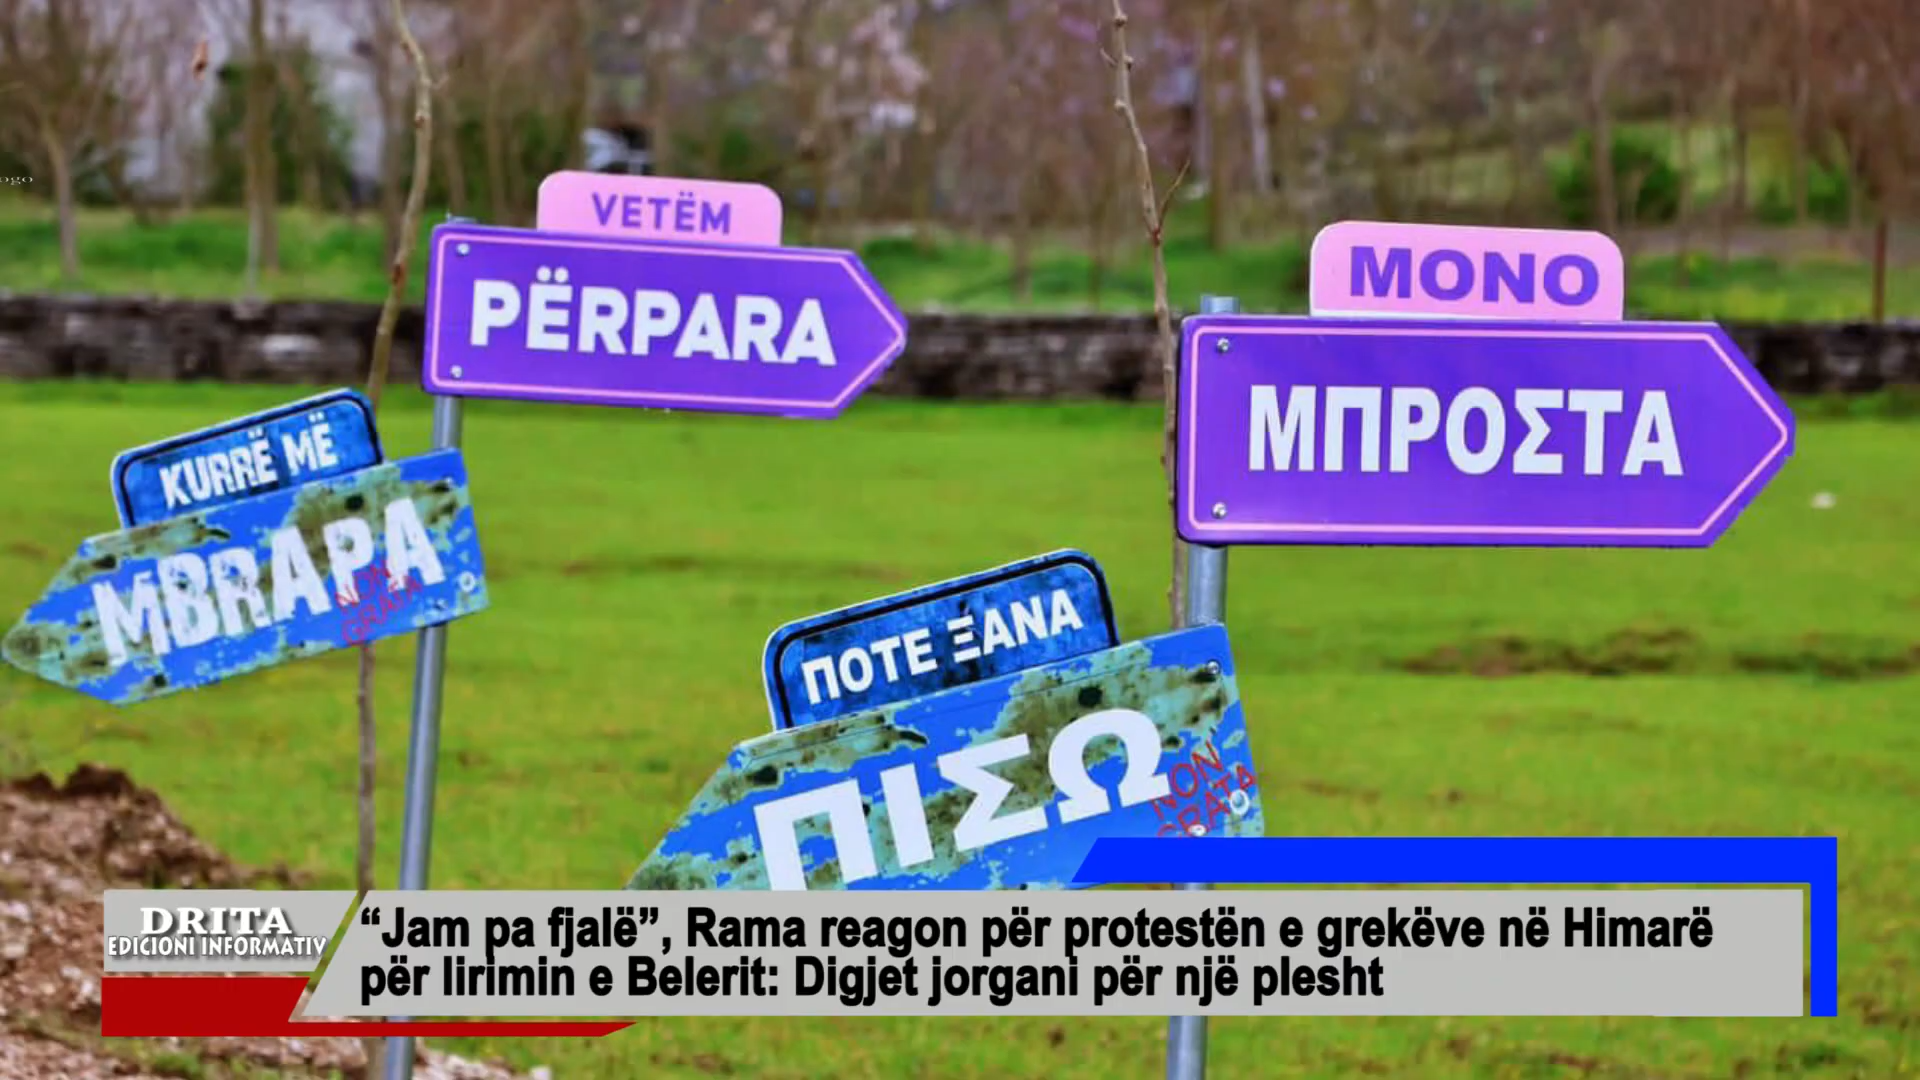 ogo
VETËM
PËRPARA
MONO
ΜΠΡΟΣΤΑ
KURRË MË
MBRAPA
NON
GRATA
ΠΟΤΕ ΞΑΝΑ
ΠΙΣΩ
NON
GRATA
DRITA
EDICIONI INFORMATIV
“Jam pa fjalë”, Rama reagon për protestën e grekëve në Himarë
për lirimin e Belerit: Digjet jorgani për një plesht